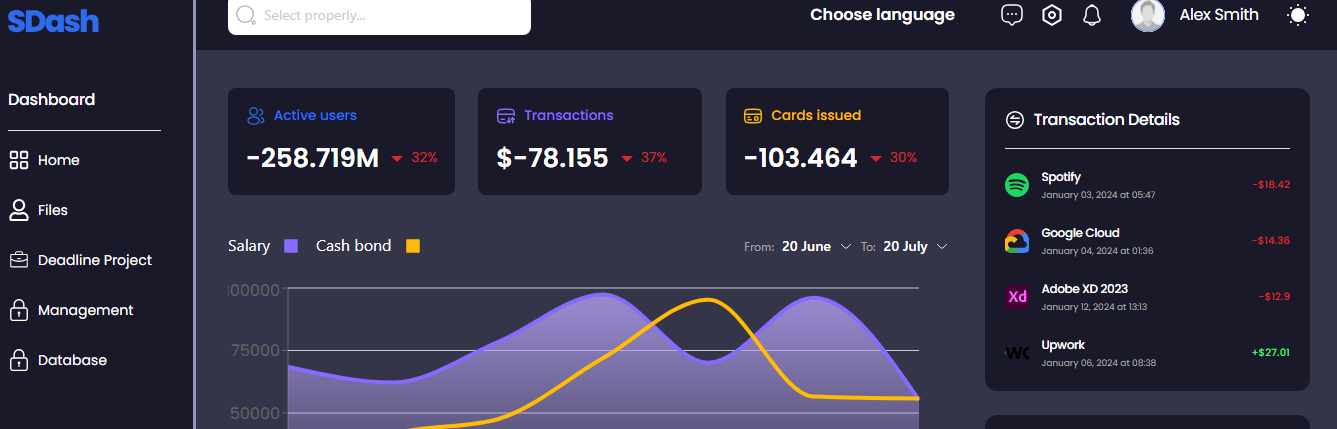 SDash
Select properly...
Choose language
Alex Smith
Dashboard
Home
Files
Deadline Project
Management
Database
Active users
-258.719M 32%
Transactions
$-78.155 37%
Cards issued
-103.464 30%
Salary
Cash bond
From: 20 June To: 20 July
100000
75000
50000
Transaction Details
Spotify
January 03, 2024 at 05:47
-$18.42
Google Cloud
January 04, 2024 at 01:36
-$14.36
Xd
Adobe XD 2023
January 12, 2024 at 13:13
-$12.9
Upwork
January 06, 2024 at 08:38
+$27.01